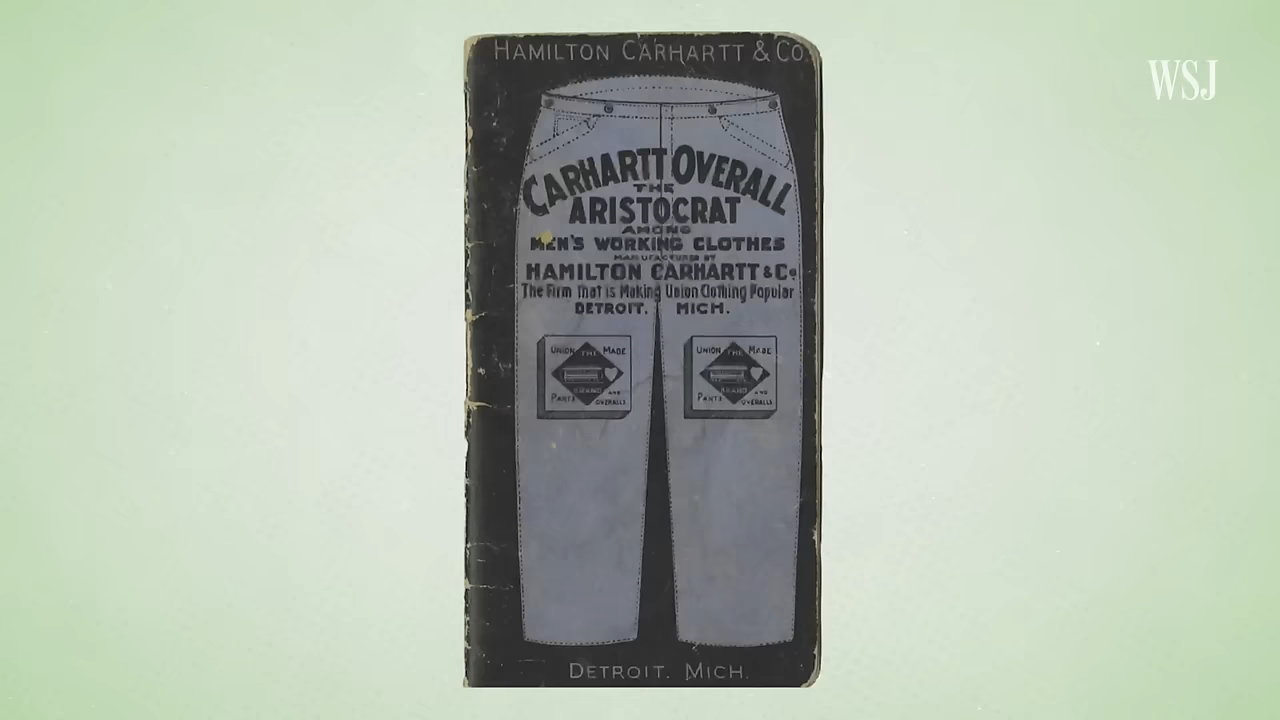 HAMILTON CARHARTT & CO.
WSJ
CARHARTT OVERALL
THE
ARISTOCRAT
AMONG
MEN'S WORKING CLOTHES
MANUFACTURED BY
HAMILTON CARHARTT & Co
The Firm that is Making Union Clothing Popular
DETROIT. MICH.
UNION THE MADE
BRAND AND
PANTS OVERALLS
UNION THE MADE
BRAND AND
PANTS OVERALLS
DETROIT. MICH.